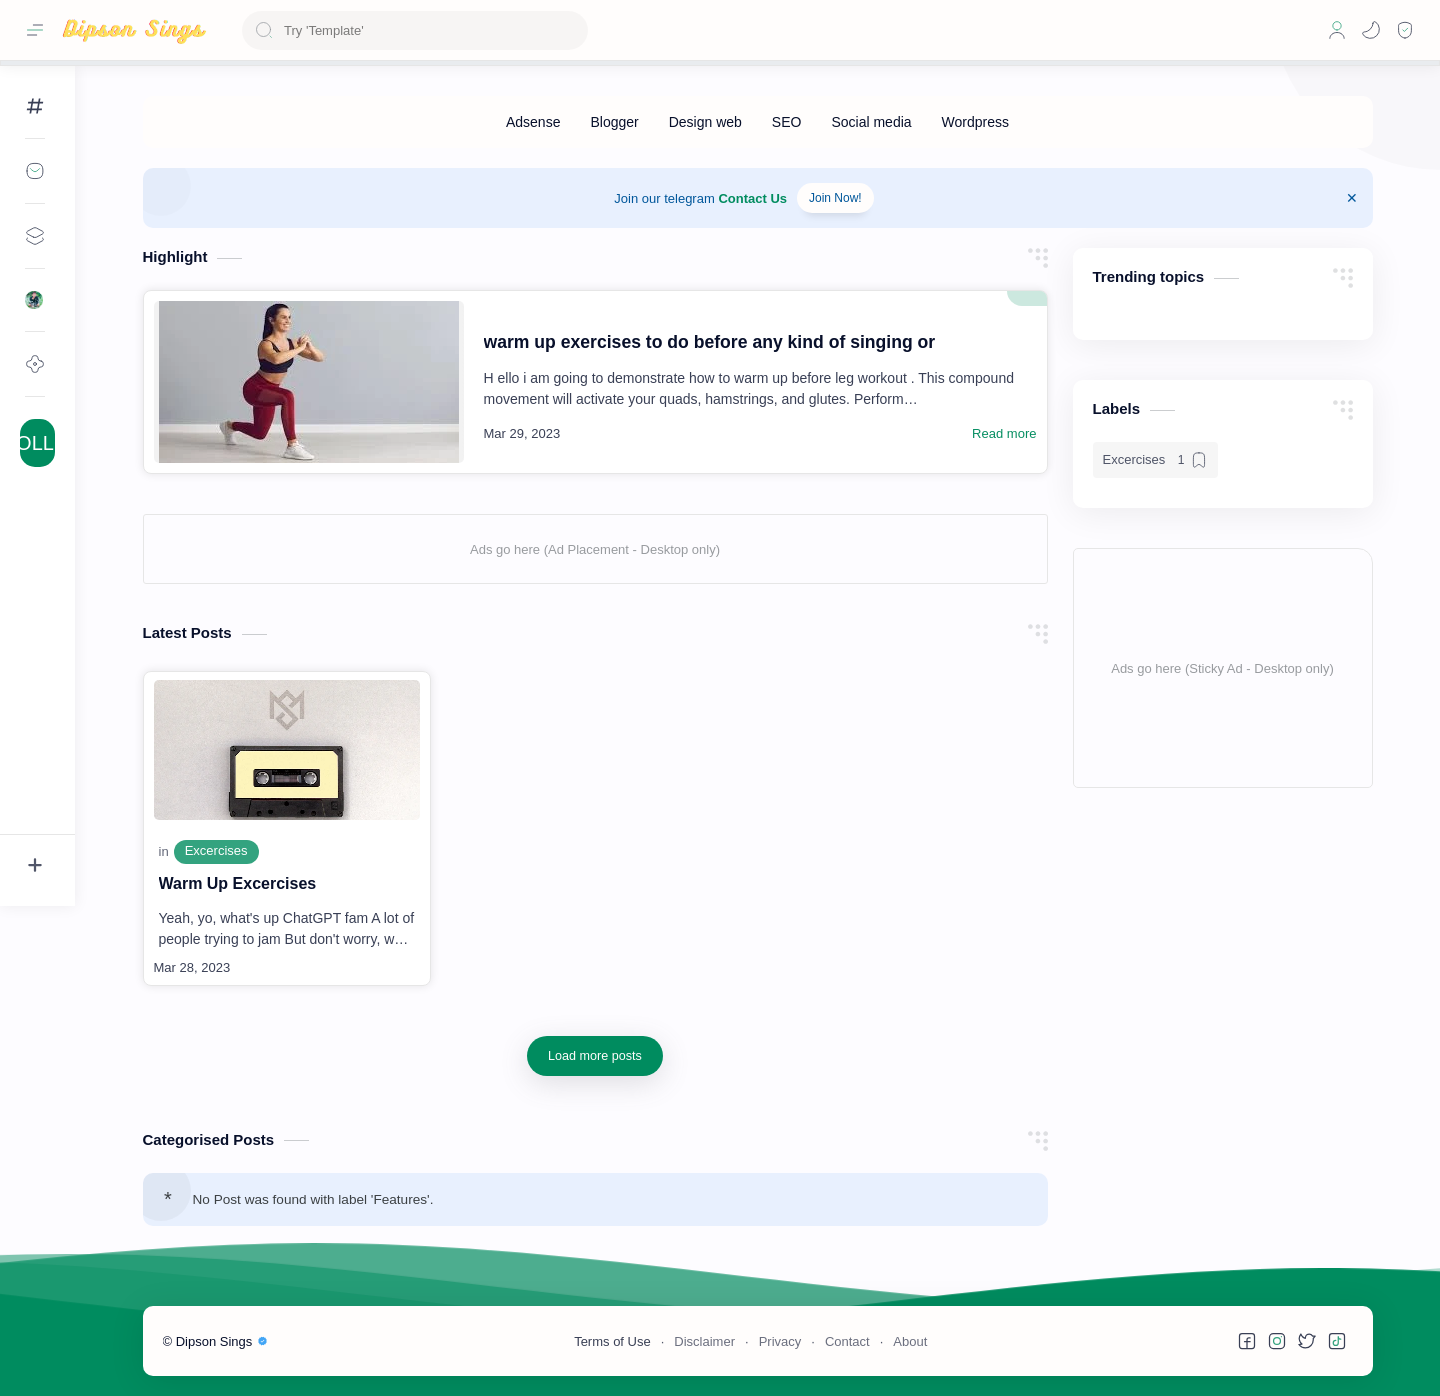 Dipson Sings
Try 'Template'
Adsense Blogger Design web SEO Social media Wordpress
Join our telegram Contact Us Join Now!
Highlight
warm up exercises to do before any kind of singing or
H ello i am going to demonstrate how to warm up before leg workout . This compound
movement will activate your quads, hamstrings, and glutes. Perform…
Mar 29, 2023 Read more
Trending topics
Labels
Excercises 1
OLL
Ads go here (Ad Placement - Desktop only)
Ads go here (Sticky Ad - Desktop only)
Latest Posts
in Excercises
Warm Up Excercises
Yeah, yo, what's up ChatGPT fam A lot of
people trying to jam But don't worry, w…
Mar 28, 2023
Load more posts
Categorised Posts
* No Post was found with label 'Features'.
© Dipson Sings
Terms of Use · Disclaimer · Privacy · Contact · About